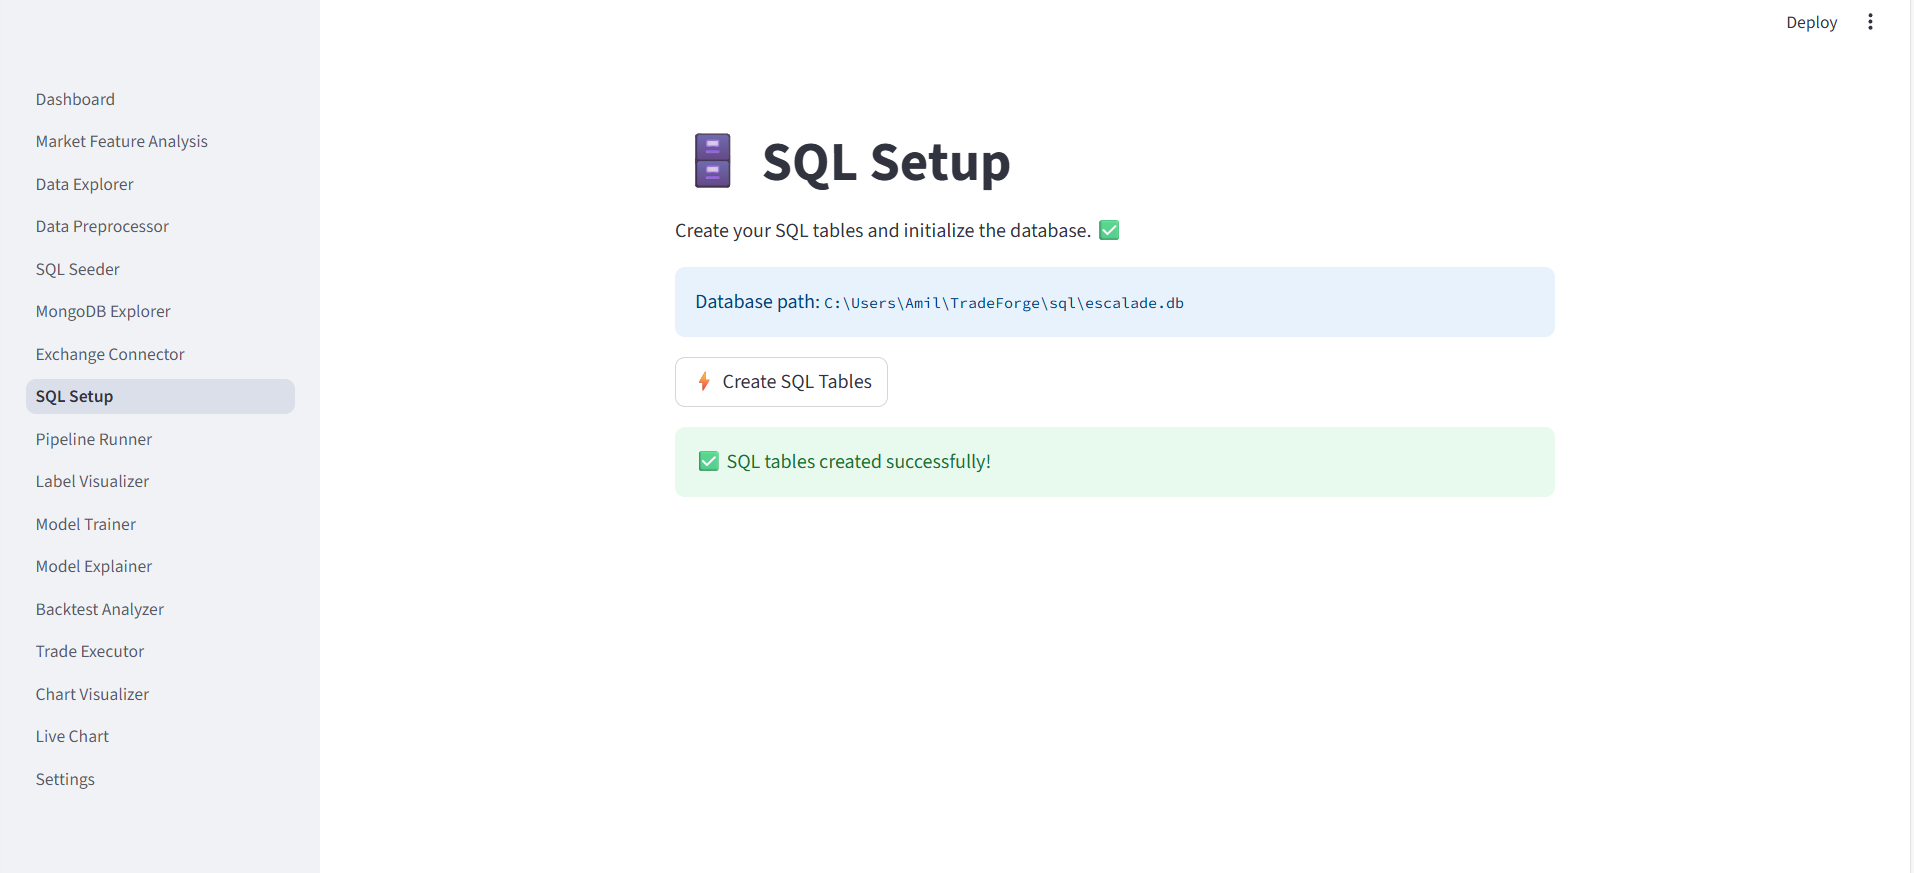 Deploy
Dashboard
Market Feature Analysis
Data Explorer
Data Preprocessor
SQL Seeder
MongoDB Explorer
Exchange Connector
SQL Setup
Pipeline Runner
Label Visualizer
Model Trainer
Model Explainer
Backtest Analyzer
Trade Executor
Chart Visualizer
Live Chart
Settings
SQL Setup
Create your SQL tables and initialize the database. ✅
Database path: C:\Users\Amil\TradeForge\sql\escalade.db
⚡ Create SQL Tables
✅ SQL tables created successfully!